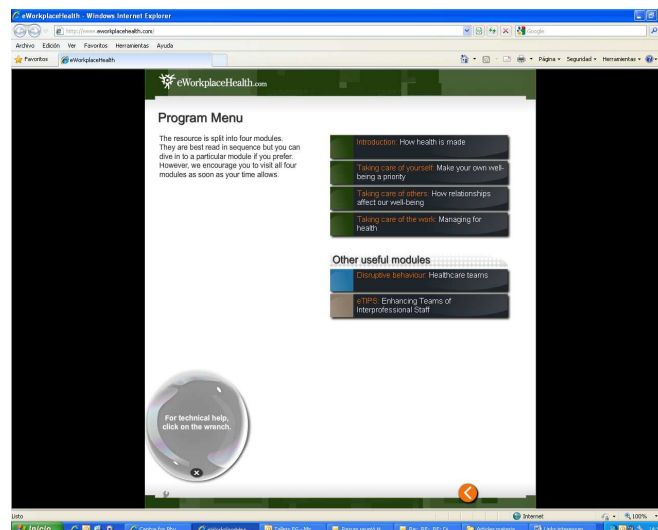 eWorkplaceHealth - Windows Internet Explorer
http://www.eworkplacehealth.com/
Google
Archivo Edición Ver Favoritos Herramientas Ayuda
Favoritos eWorkplaceHealth
Página Seguridad Herramientas
eWorkplaceHealth.com
Program Menu
The resource is split into four modules.
They are best read in sequence but you can
dive in to a particular module if you prefer.
However, we encourage you to visit all four
modules as soon as your time allows.
Introduction: How health is made
Taking care of yourself: Make your own well-
being a priority
Taking care of others: How relationships
affect our well-being
Taking care of the work: Managing for
health
Other useful modules
Disruptive behaviour: Healthcare teams
eTIPS: Enhancing Teams of
Interprofessional Staff
For technical help,
click on the wrench.
Listo
Internet
100%
Inicio